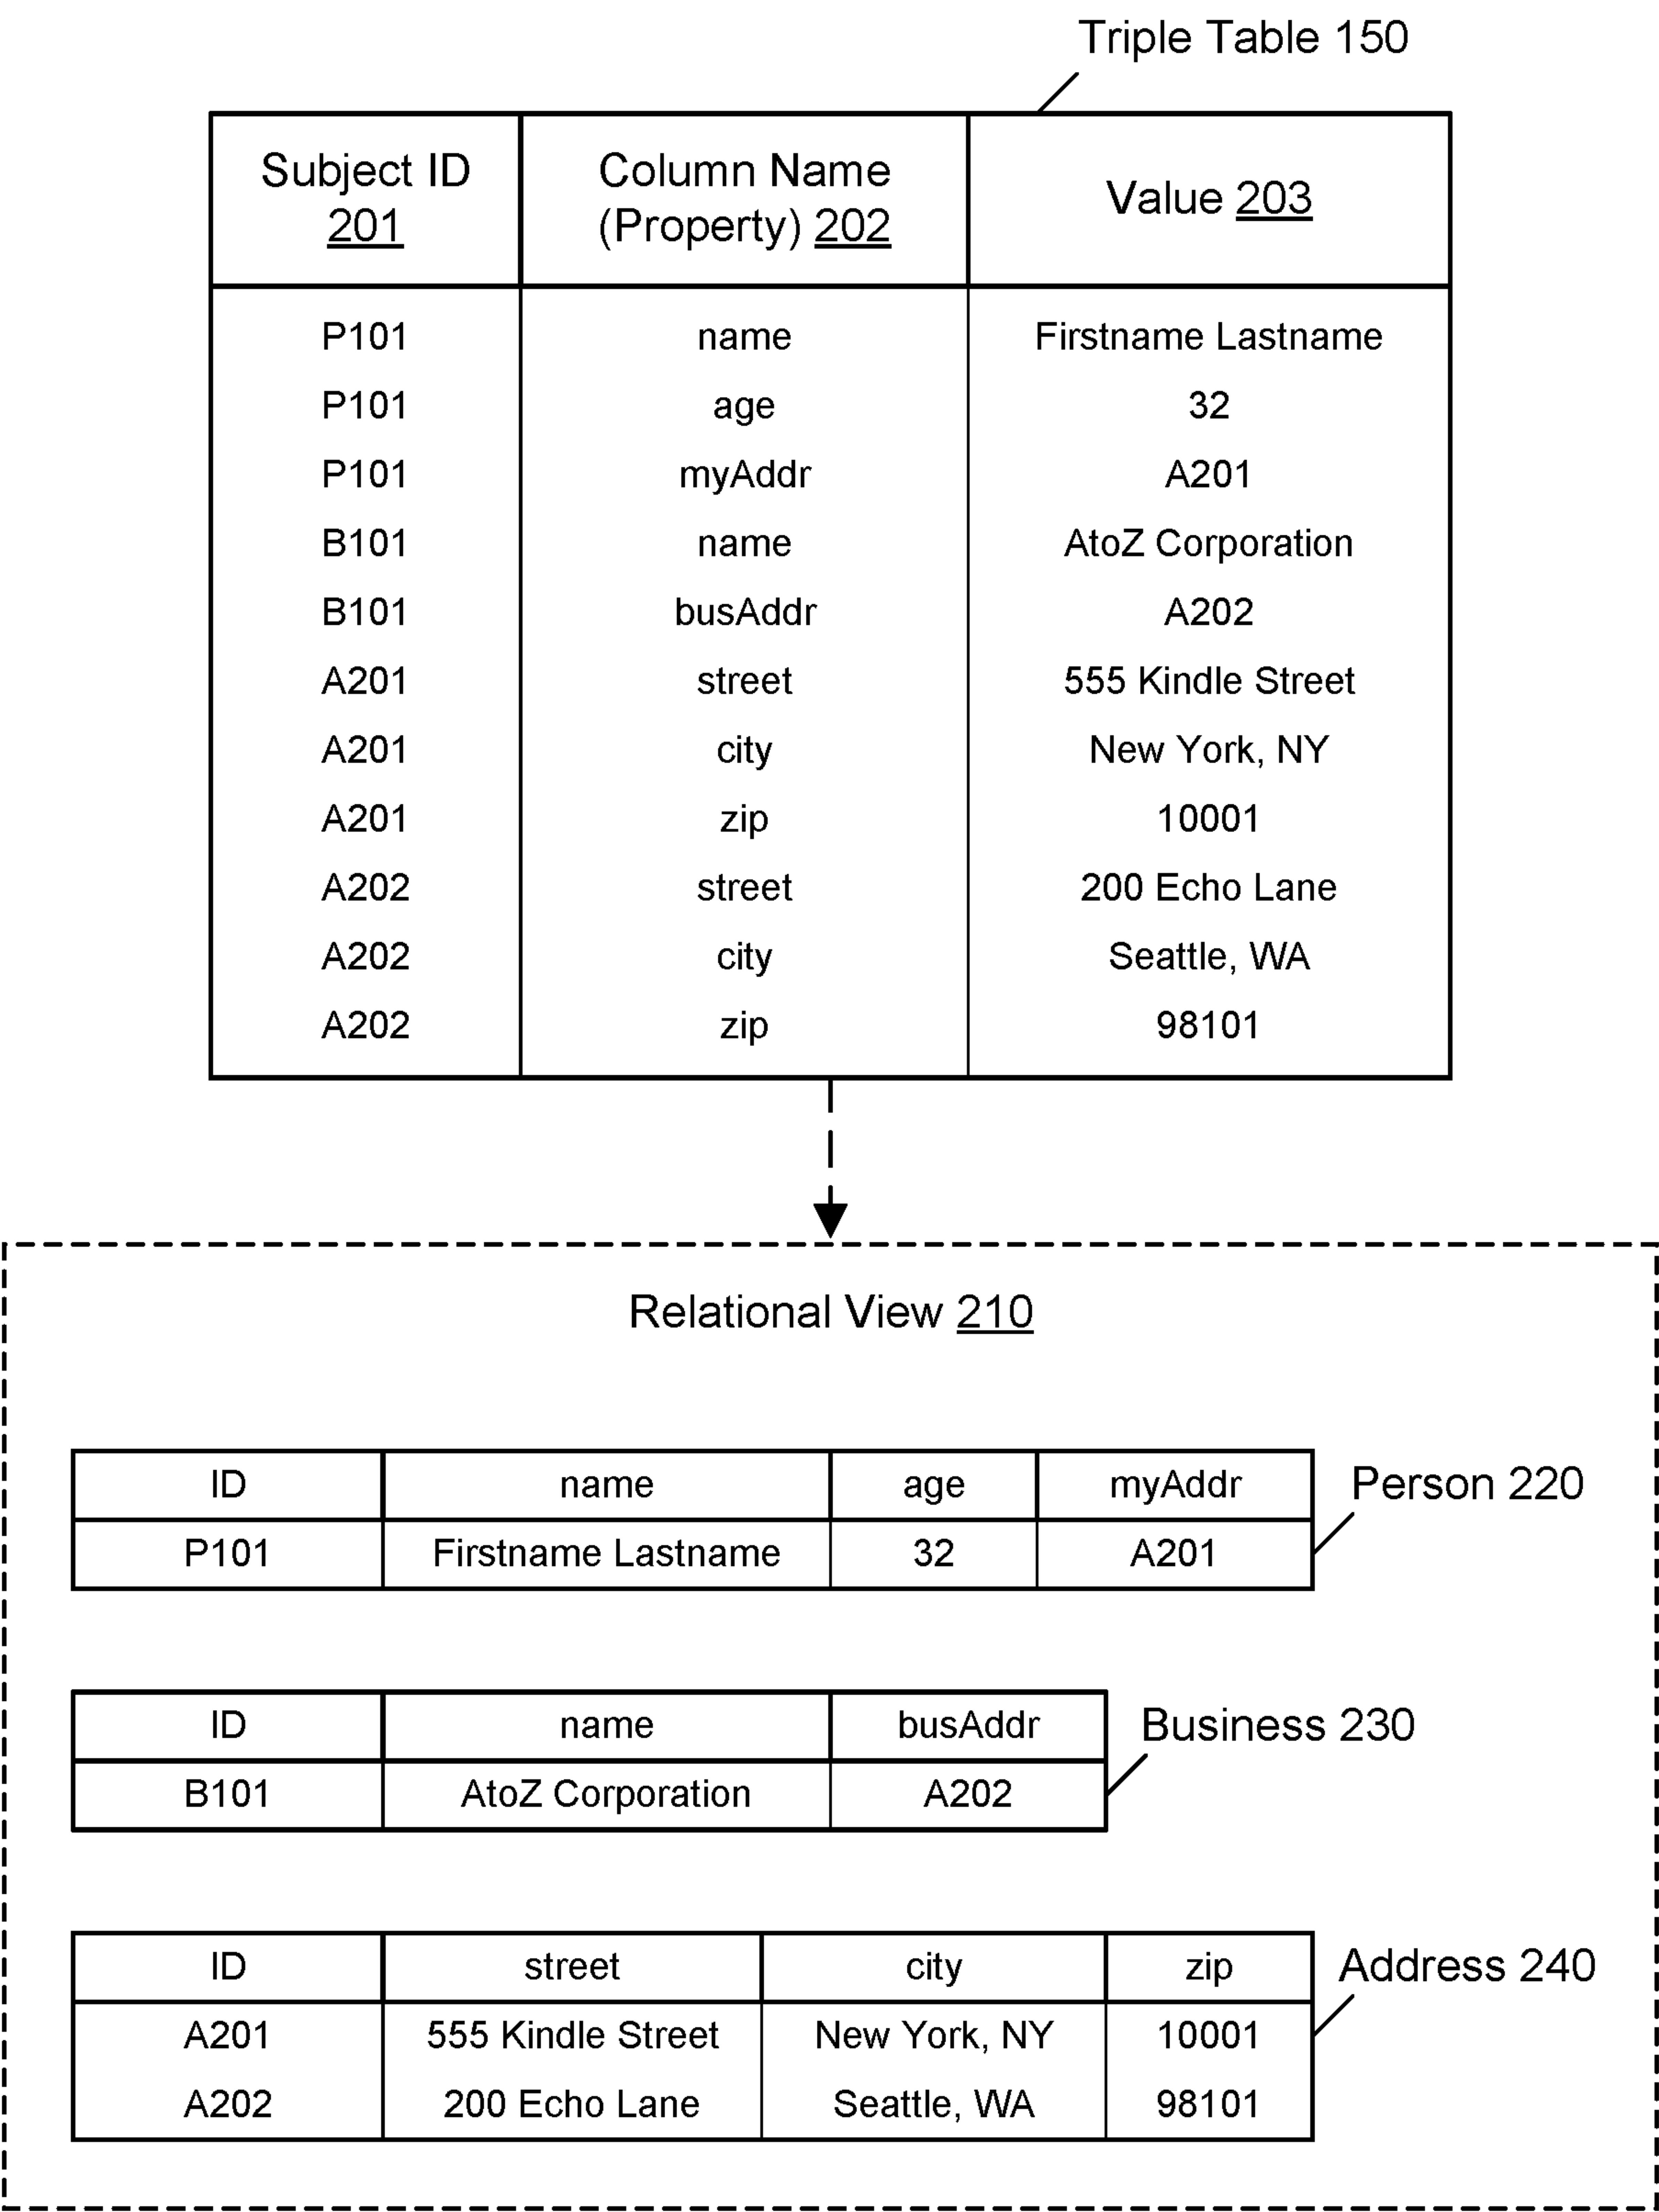 Triple Table 150
Subject ID 201 Column Name (Property) 202 Value 203
P101 name Firstname Lastname
P101 age 32
P101 myAddr A201
B101 name AtoZ Corporation
B101 busAddr A202
A201 street 555 Kindle Street
A201 city New York, NY
A201 zip 10001
A202 street 200 Echo Lane
A202 city Seattle, WA
A202 zip 98101
Relational View 210
ID name age myAddr
Person 220
P101 Firstname Lastname 32 A201
ID name busAddr
Business 230
B101 AtoZ Corporation A202
ID street city zip
Address 240
A201 555 Kindle Street New York, NY 10001
A202 200 Echo Lane Seattle, WA 98101